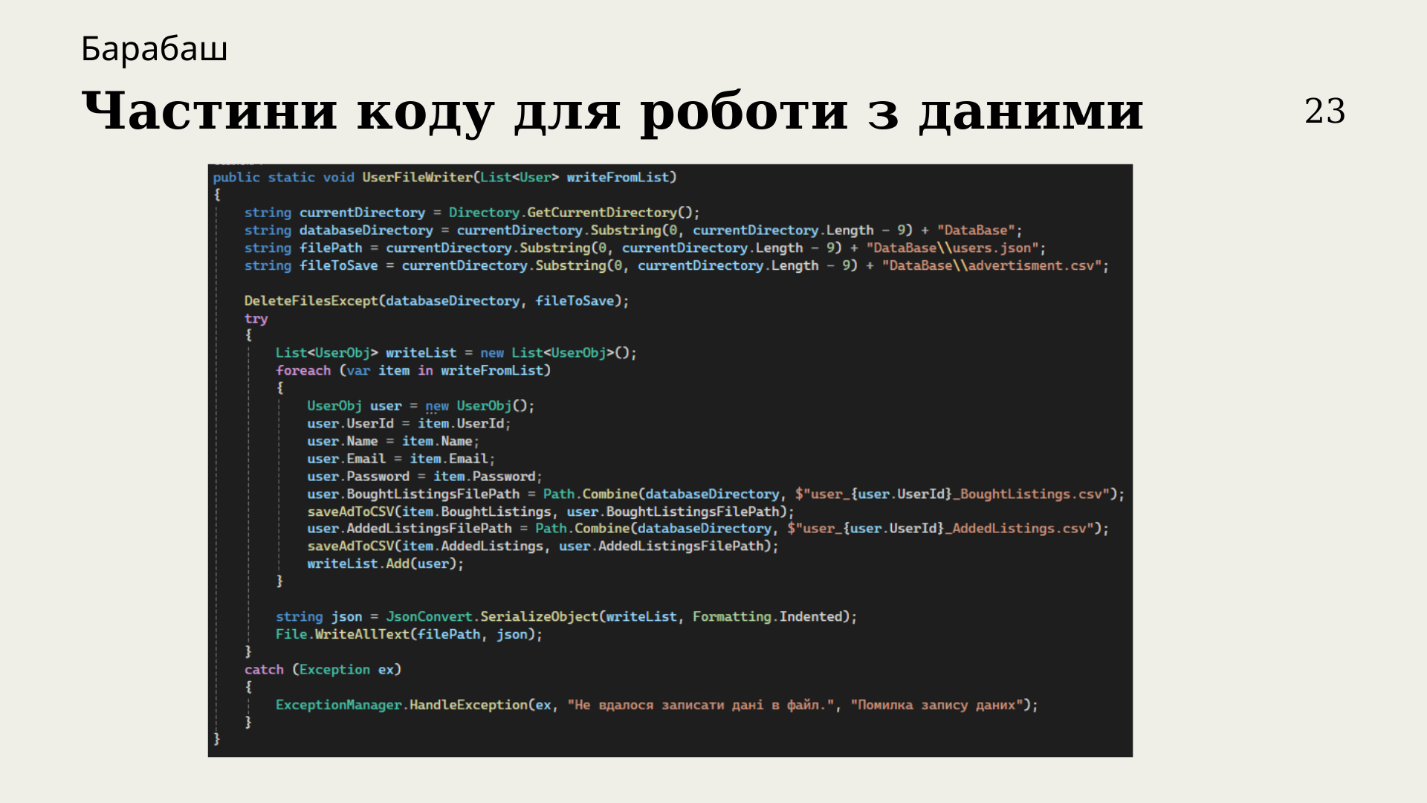 Барабаш
Частини коду для роботи з даними
23
public static void UserFileWriter(List<User> writeFromList)
{
string currentDirectory = Directory.GetCurrentDirectory();
string databaseDirectory = currentDirectory.Substring(0, currentDirectory.Length - 9) + "DataBase";
string filePath = currentDirectory.Substring(0, currentDirectory.Length - 9) + "DataBase\\users.json";
string fileToSave = currentDirectory.Substring(0, currentDirectory.Length - 9) + "DataBase\\advertisment.csv";
DeleteFilesExcept(databaseDirectory, fileToSave);
try
{
List<UserObj> writeList = new List<UserObj>();
foreach (var item in writeFromList)
{
UserObj user = new UserObj();
user.UserId = item.UserId;
user.Name = item.Name;
user.Email = item.Email;
user.Password = item.Password;
user.BoughtListingsFilePath = Path.Combine(databaseDirectory, $"user_{user.UserId}_BoughtListings.csv");
saveAdToCSV(item.BoughtListings, user.BoughtListingsFilePath);
user.AddedListingsFilePath = Path.Combine(databaseDirectory, $"user_{user.UserId}_AddedListings.csv");
saveAdToCSV(item.AddedListings, user.AddedListingsFilePath);
writeList.Add(user);
}
string json = JsonConvert.SerializeObject(writeList, Formatting.Indented);
File.WriteAllText(filePath, json);
}
catch (Exception ex)
{
ExceptionManager.HandleException(ex, "Не вдалося записати дані в файл.", "Помилка запису даних");
}
}